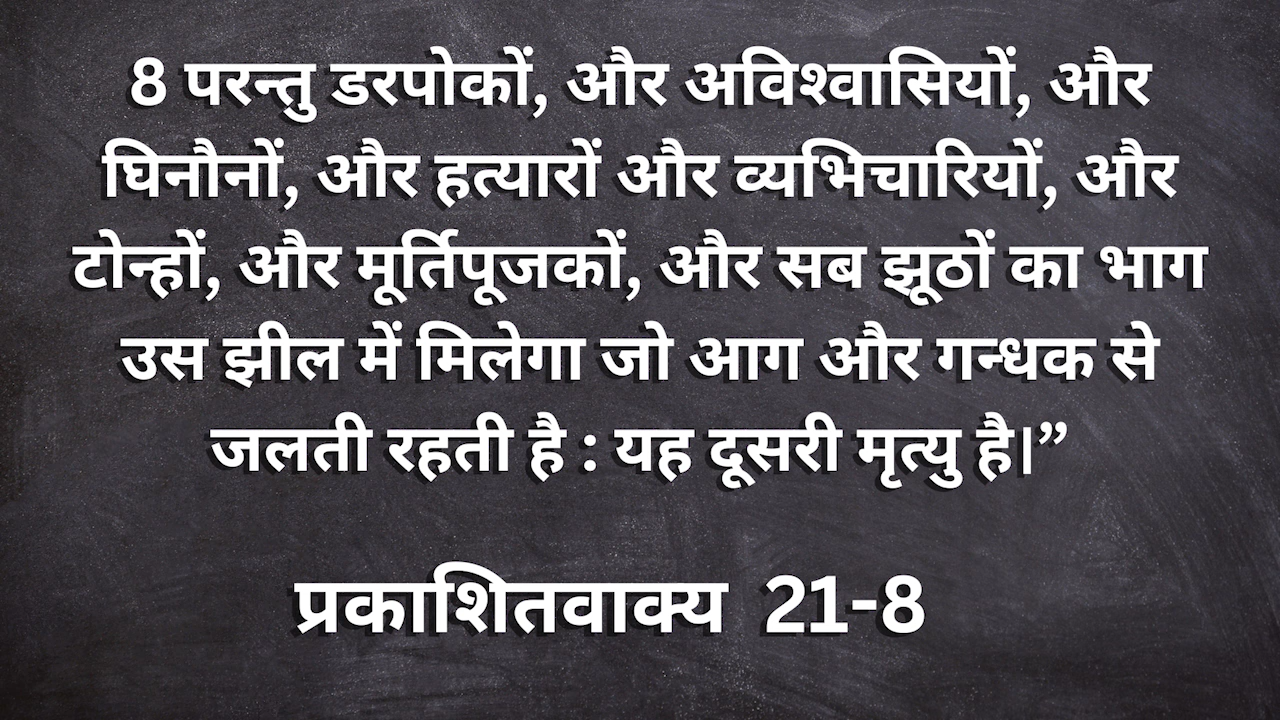 8 परन्तु डरपोकों, और अविश्वासियों, और
घिनौनों, और हत्यारों और व्यभिचारियों, और
टोन्हों, और मूर्तिपूजकों, और सब झूठों का भाग
उस झील में मिलेगा जो आग और गन्धक से
जलती रहती है : यह दूसरी मृत्यु है।”
प्रकाशितवाक्य 21-8